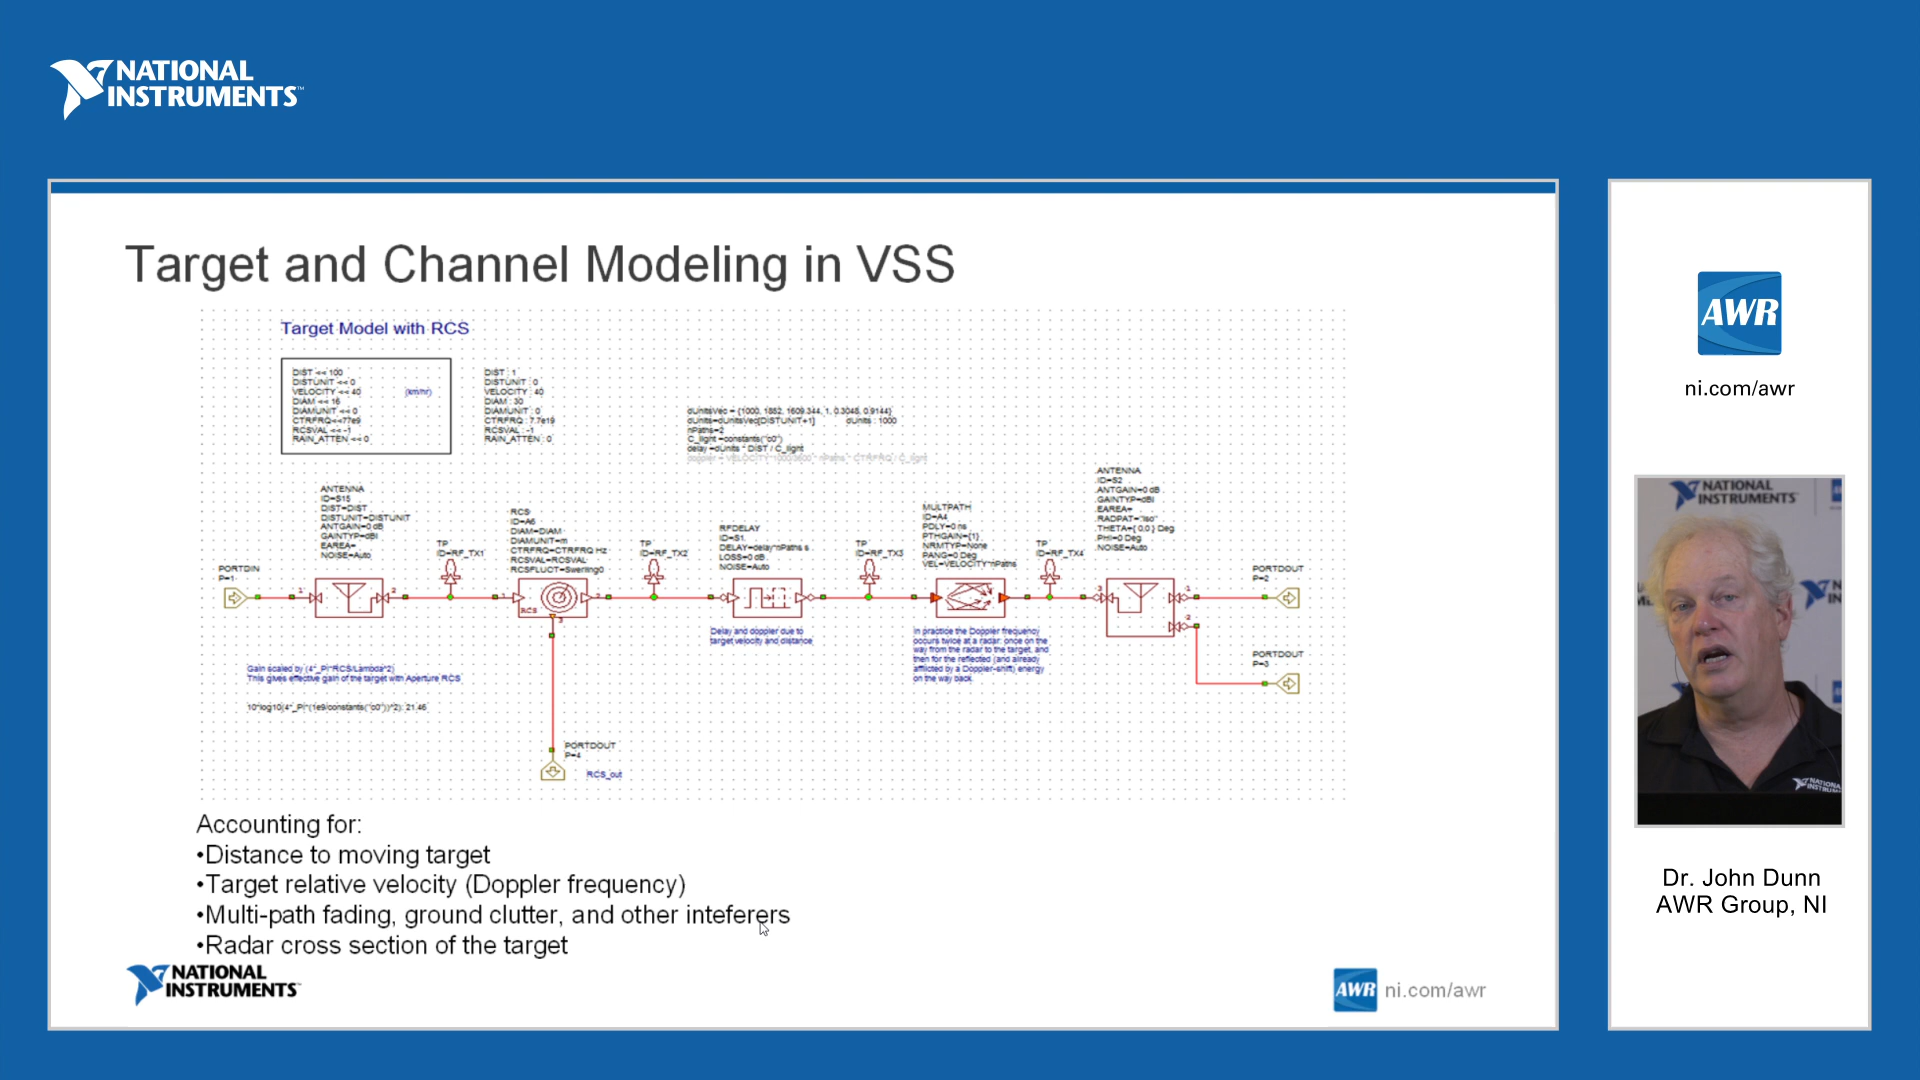 NATIONAL
INSTRUMENTS™
Target and Channel Modeling in VSS
Target Model with RCS
DIST << 100
DISTUNIT << 0
VELOCITY << 40 (km/hr)
DIAM << 16
DIAMUNIT << 0
CTRFRQ<<77e9
RCSVAL << -1
RAIN_ATTEN << 0
DIST : 1
DISTUNIT : 0
VELOCITY : 40
DIAM : 30
DIAMUNIT : 0
CTRFRQ : 7.7e19
RCSVAL : -1
RAIN_ATTEN : 0
dUnitsVec = {1000, 1852, 1609.344, 1, 0.3048, 0.9144}
dUnits=dUnitsVec[DISTUNIT+1] dUnits : 1000
nPaths=2
C_light =constants("c0")
delay =dUnits * DIST / C_light
doppler = VELOCITY*1000/3600 * nPaths * CTRFRQ / C_light
ANTENNA
ID=S15
DIST=DIST
DISTUNIT=DISTUNIT
ANTGAIN=0 dB
GAINTYP=dBi
EAREA=
NOISE=Auto
TP
ID=RF_TX1
RCS
ID=A6
DIAM=DIAM
DIAMUNIT=m
CTRFRQ=CTRFRQ Hz
RCSVAL=RCSVAL
RCSFLUCT=Swerling0
TP
ID=RF_TX2
RFDELAY
ID=S1
DELAY=delay*nPaths s
LOSS=0 dB
NOISE=Auto
TP
ID=RF_TX3
MULTPATH
ID=A4
PDLY=0 ns
PTHGAIN={1}
NRMTYP=None
PANG=0 Deg
VEL=VELOCITY*nPaths
TP
ID=RF_TX4
ANTENNA
ID=S2
ANTGAIN=0 dB
GAINTYP=dBi
EAREA=
RADPAT="Iso"
THETA={ 0,0 } Deg
PHI=0 Deg
NOISE=Auto
PORTDIN
P=1
PORTDOUT
P=2
RCS
Delay and doppler due to
target velocity and distance
In practice the Doppler frequency
occurs twice at a radar: once on the
way from the radar to the target, and
then for the reflected (and already
afflicted by a Doppler-shift) energy
on the way back.
PORTDOUT
P=3
Gain scaled by (4*_Pi*RCS/Lambda^2)
This gives effective gain of the target with Aperture RCS
10*log10(4*_Pi*(1e9/constants("c0"))^2): 21.46
PORTDOUT
P=4
RCS_out
Accounting for:
•Distance to moving target
•Target relative velocity (Doppler frequency)
•Multi-path fading, ground clutter, and other inteferers
•Radar cross section of the target
NATIONAL
INSTRUMENTS™
AWR ni.com/awr
AWR
ni.com/awr
NATIONAL
INSTRUMENTS
Dr. John Dunn
AWR Group, NI